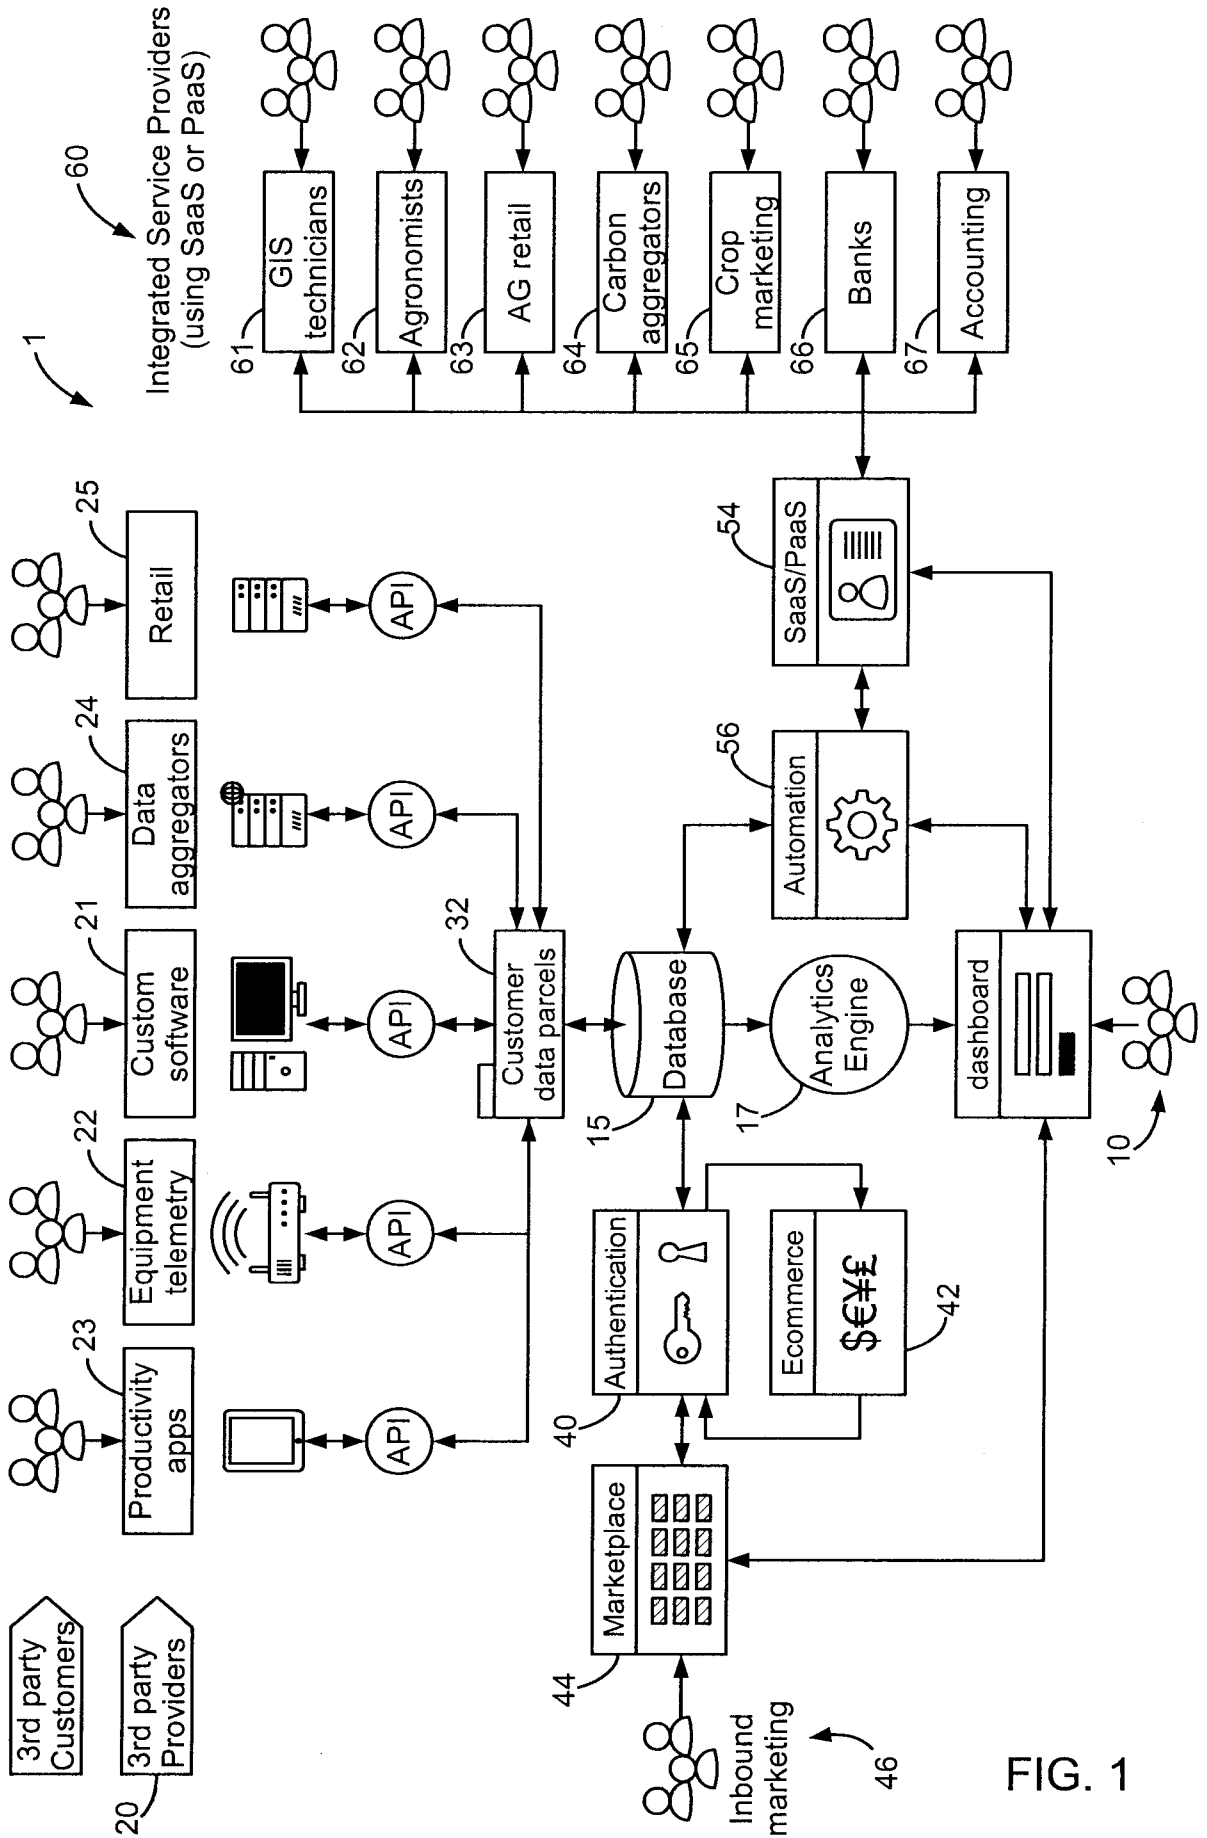 3rd party
Customers
3rd party
Providers
20
Productivity
apps
23
Equipment
telemetry
22
Custom
software
21
Data
aggregators
24
Retail
25
1
60
Integrated Service Providers
(using SaaS or PaaS)
API
API
API
API
API
Customer
data parcels
32
GIS
technicians
61
Agronomists
62
AG retail
63
Carbon
aggregators
64
Crop
marketing
65
Banks
66
Accounting
67
Inbound
marketing
46
Marketplace
44
Authentication
40
Ecommerce
$€¥£
42
Database
15
Analytics
Engine
17
Automation
56
SaaS/PaaS
54
dashboard
10
FIG. 1